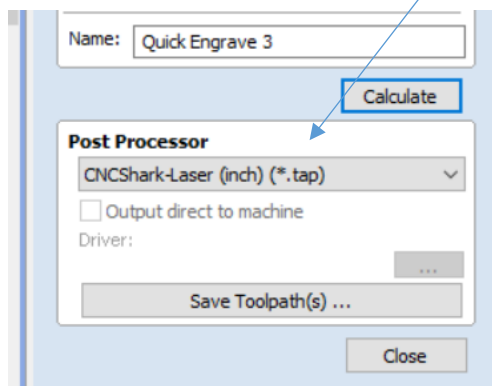 Name: Quick Engrave 3
Calculate
Post Processor
CNCShark-Laser (inch) (*.tap)
Output direct to machine
Driver:
...
Save Toolpath(s) ...
Close